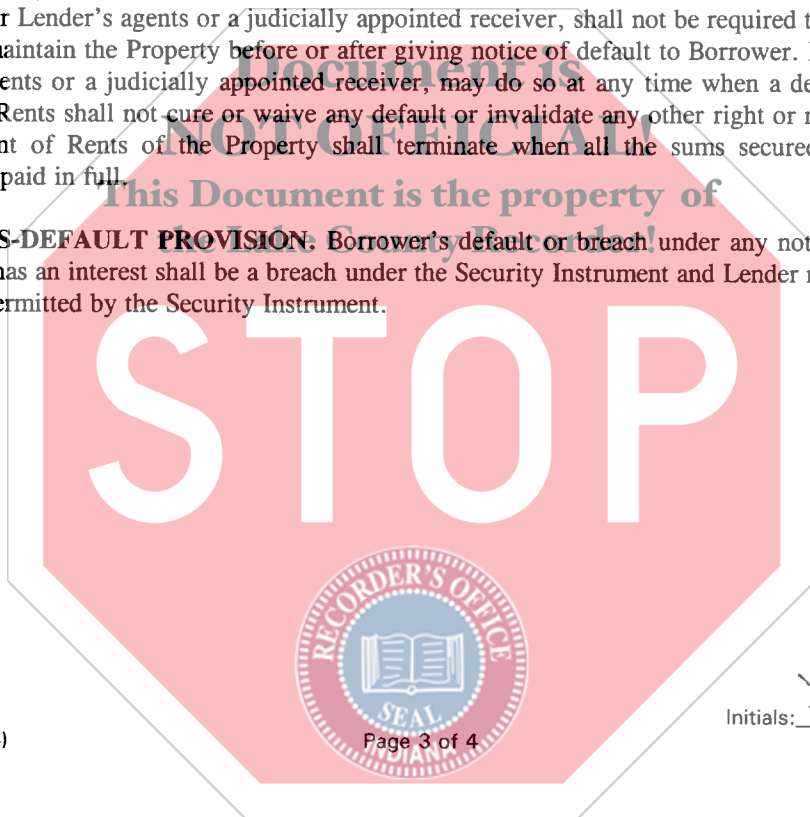 r Lender's agents or a judicially appointed receiver, shall not be required t
aintain the Property before or after giving notice of default to Borrower.
ents or a judicially appointed receiver, may do so at any time when a de
Rents shall not cure or waive any default or invalidate any other right or r
nt of Rents of the Property shall terminate when all the sums secured
paid in full.
Document is
NOT OFFICIAL!
This Document is the property of
the Lake County Recorder!
S-DEFAULT PROVISION. Borrower's default or breach under any not
has an interest shall be a breach under the Security Instrument and Lender
ermitted by the Security Instrument.
STOP
RECORDER'S OFFICE
SEAL
INDIANA
Initials:
)
Page 3 of 4